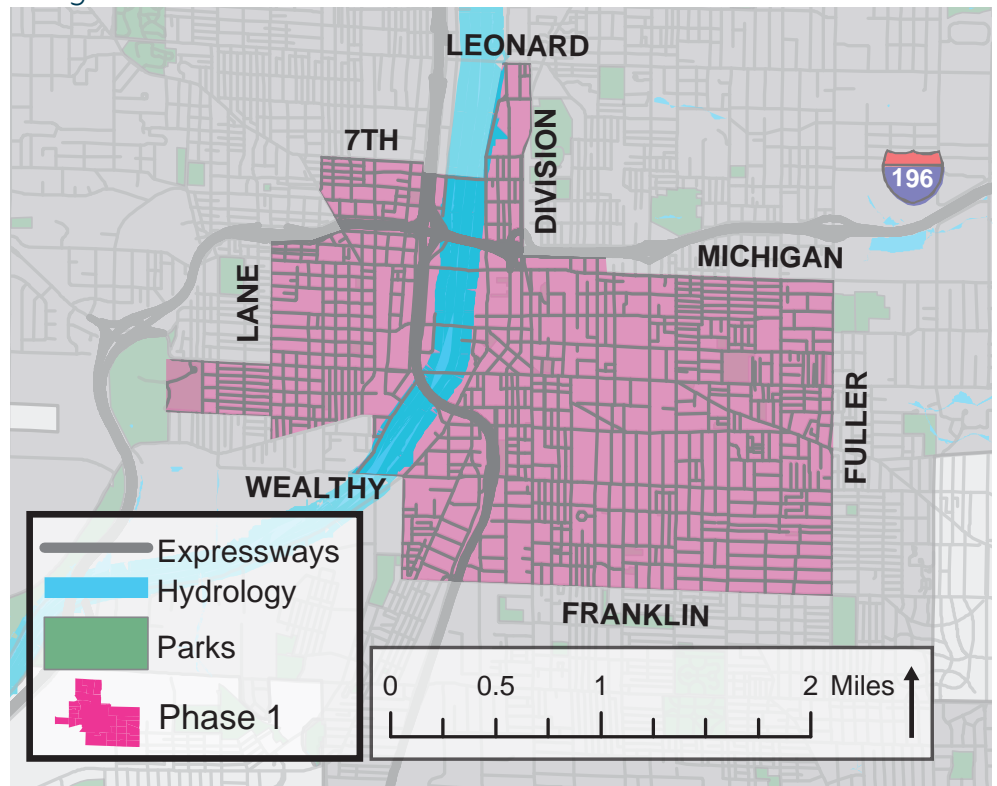 LEONARD
7TH
DIVISION
196
MICHIGAN
LANE
FULLER
WEALTHY
FRANKLIN
Expressways
Hydrology
Parks
Phase 1
0 0.5 1 2 Miles